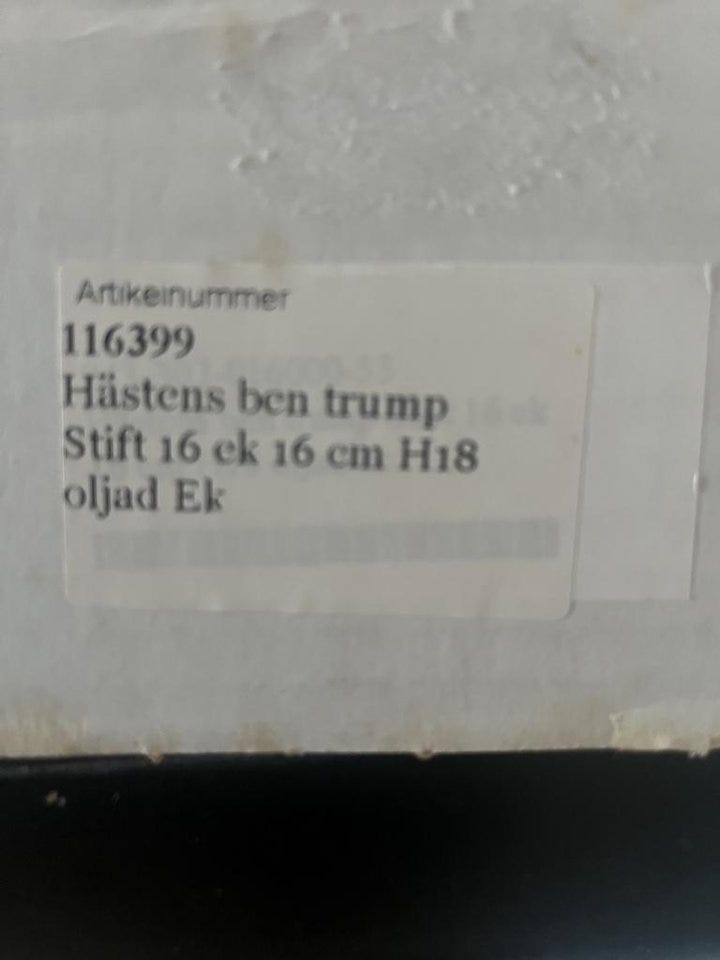 Artikelnummer
116399
Hästens ben trump
Stift 16 ek 16 cm H18
oljad Ek